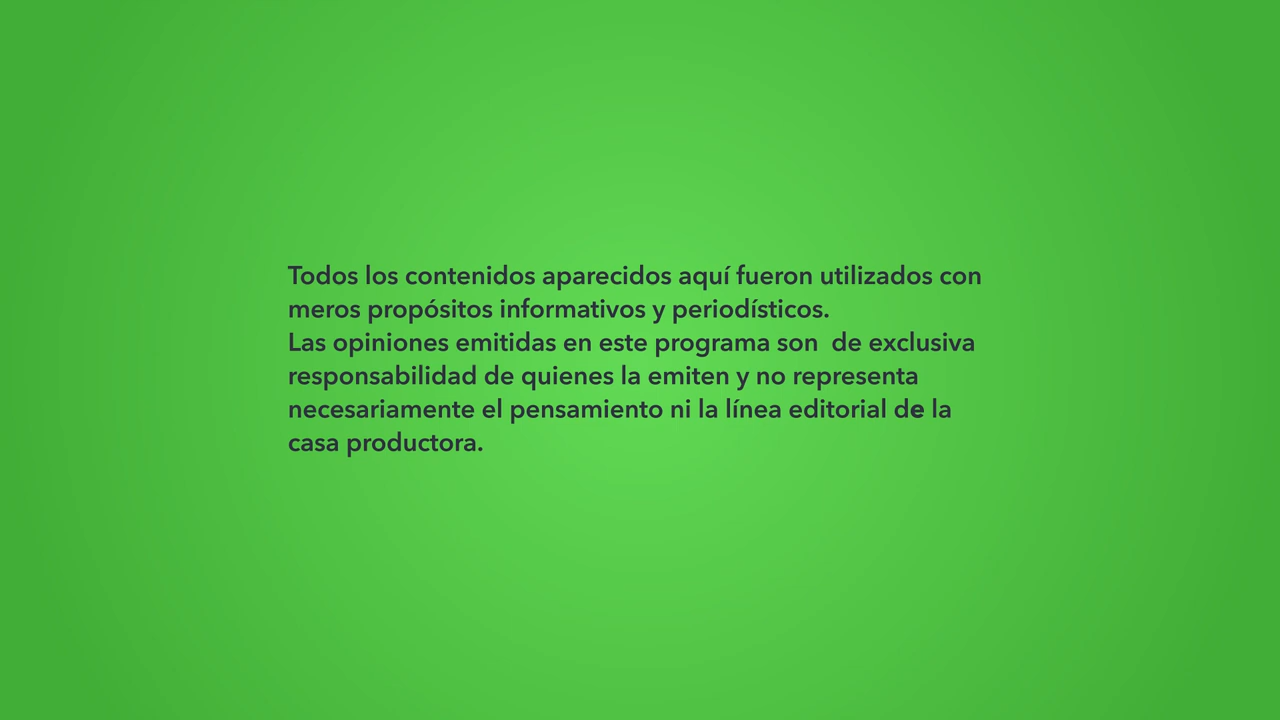 Todos los contenidos aparecidos aquí fueron utilizados con
meros propósitos informativos y periodísticos.
Las opiniones emitidas en este programa son  de exclusiva
responsabilidad de quienes la emiten y no representa
necesariamente el pensamiento ni la línea editorial de la
casa productora.